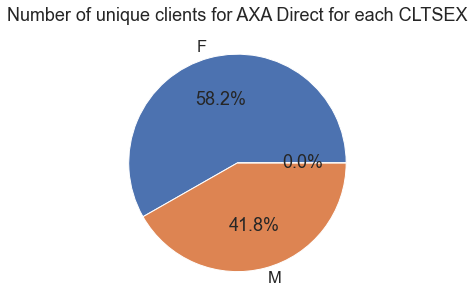 Number of unique clients for AXA Direct for each CLTSEX
F
58.2%
0.0%
41.8%
M